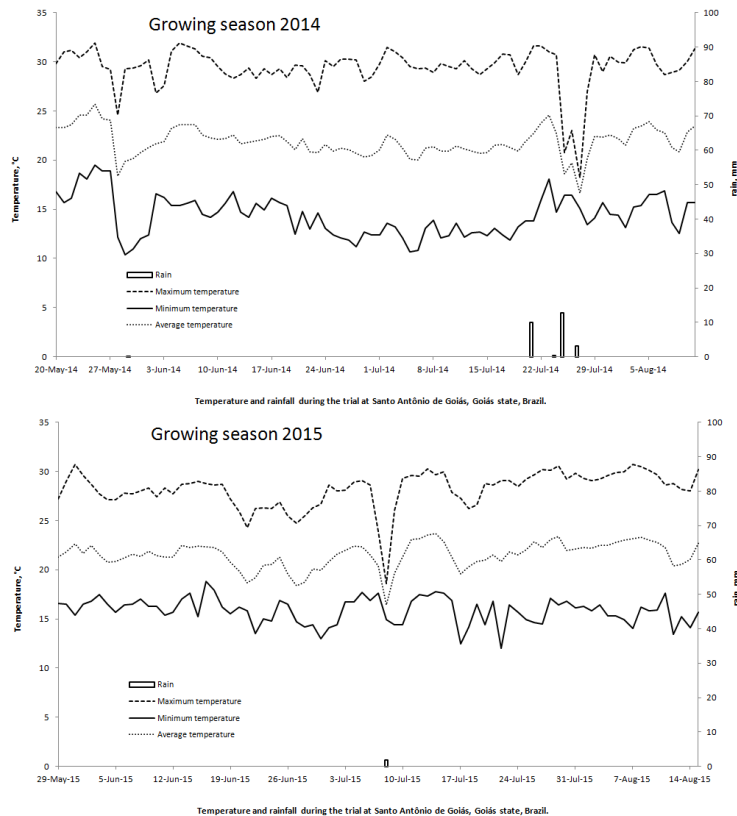 Growing season 2014
35
30
25
20
15
10
5
0
Temperature, °C
100
90
80
70
60
50
40
30
20
10
0
rain, mm
Rain
Maximum temperature
Minimum temperature
Average temperature
20-May-14 27-May-14 3-Jun-14 10-Jun-14 17-Jun-14 24-Jun-14 1-Jul-14 8-Jul-14 15-Jul-14 22-Jul-14 29-Jul-14 5-Aug-14
Temperature and rainfall during the trial at Santo Antônio de Goiás, Goiás state, Brazil.
Growing season 2015
35
30
25
20
15
10
5
0
Temperature, °C
100
90
80
70
60
50
40
30
20
10
0
rain, mm
Rain
Maximum temperature
Minimum temperature
Average temperature
29-May-15 5-Jun-15 12-Jun-15 19-Jun-15 26-Jun-15 3-Jul-15 10-Jul-15 17-Jul-15 24-Jul-15 31-Jul-15 7-Aug-15 14-Aug-15
Temperature and rainfall during the trial at Santo Antônio de Goiás, Goiás state, Brazil.